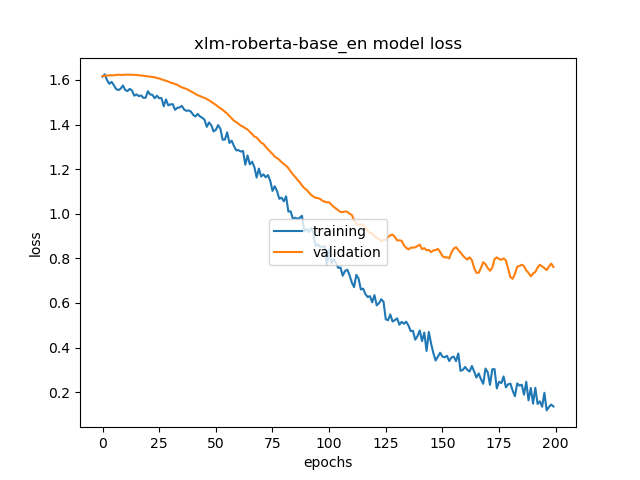 xlm-roberta-base_en model loss
loss
1.6
1.4
1.2
1.0
0.8
0.6
0.4
0.2
training
validation
0 25 50 75 100 125 150 175 200
epochs